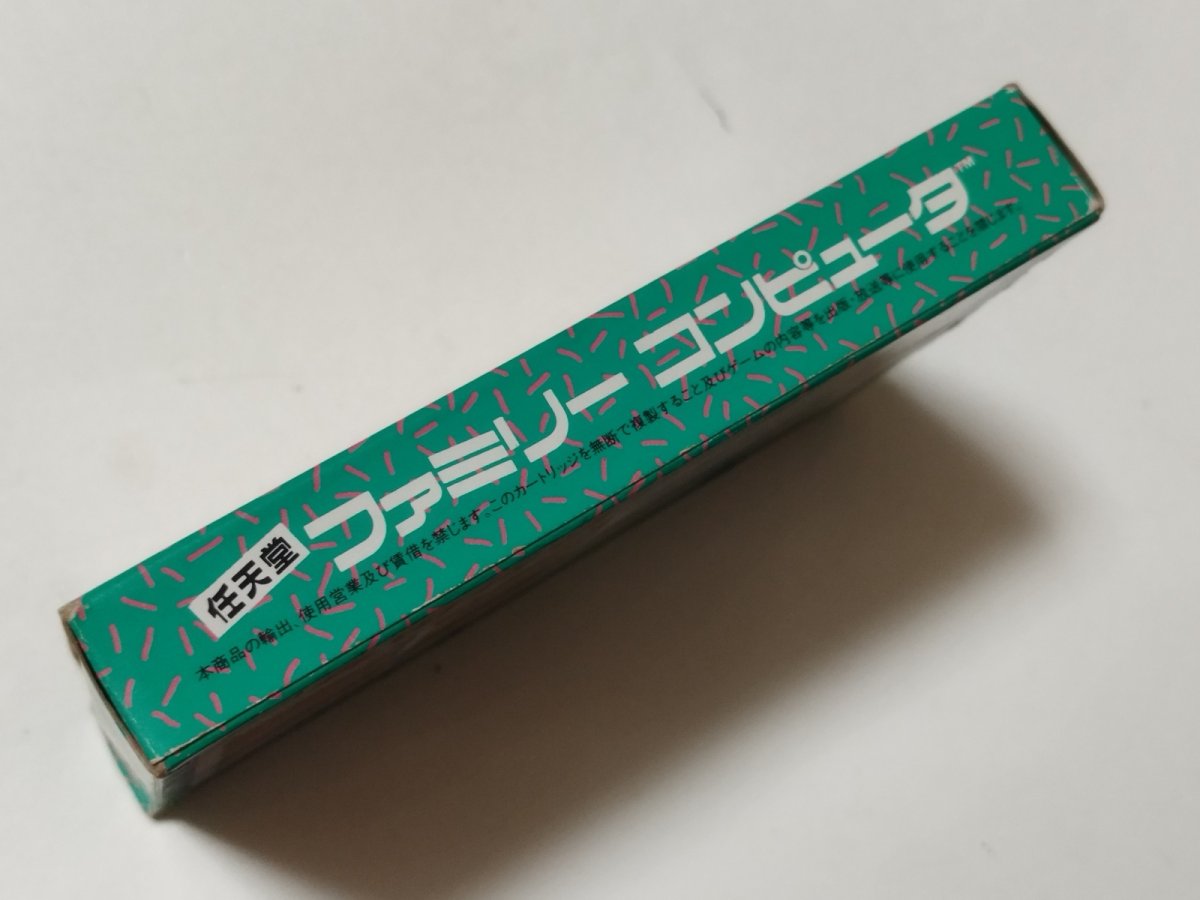 任天堂 ファミリー コンピュータ™
本商品の輸出、使用営業及び賃借を禁じます。このカートリッジを無断で複製すること及びゲームの内容等を出版・放送等に使用することを禁じます。